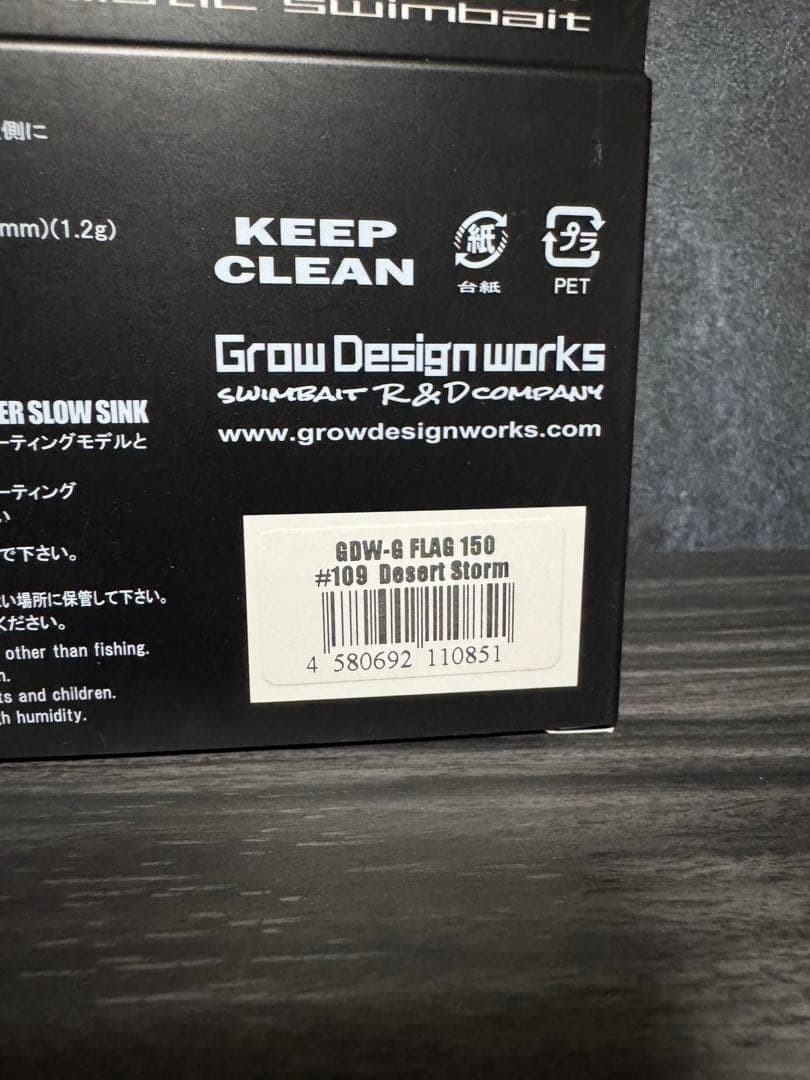 swimbait
側に
mm)(1.2g)
KEEP
CLEAN
紙
台紙
プラ
PET
Grow Design works
SWIMBAIT R&D COMPANY
www.growdesignworks.com
ER SLOW SINK
ーティングモデルと
ーティング
い
で下さい。
い場所に保管して下さい。
ください。
other than fishing.
n.
ts and children.
h humidity.
GDW-G FLAG 150
#109 Desert Storm
4 580692 110851